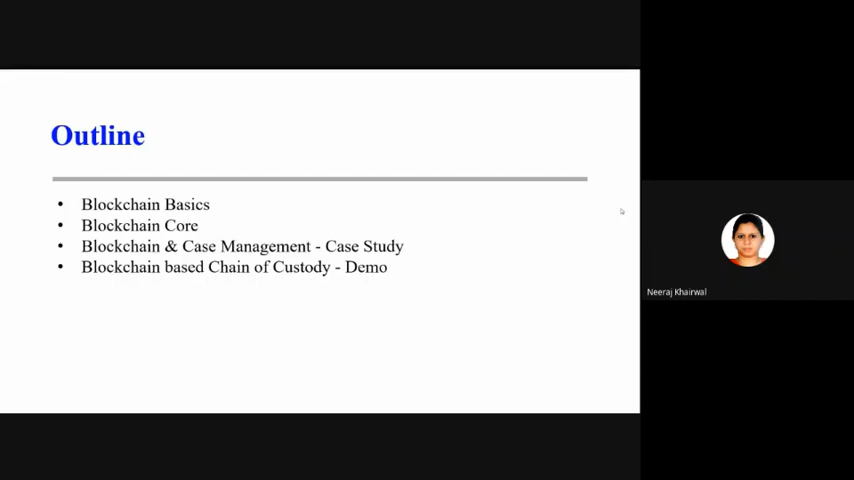 Outline
• Blockchain Basics
• Blockchain Core
• Blockchain & Case Management - Case Study
• Blockchain based Chain of Custody - Demo
Neeraj Khairwal